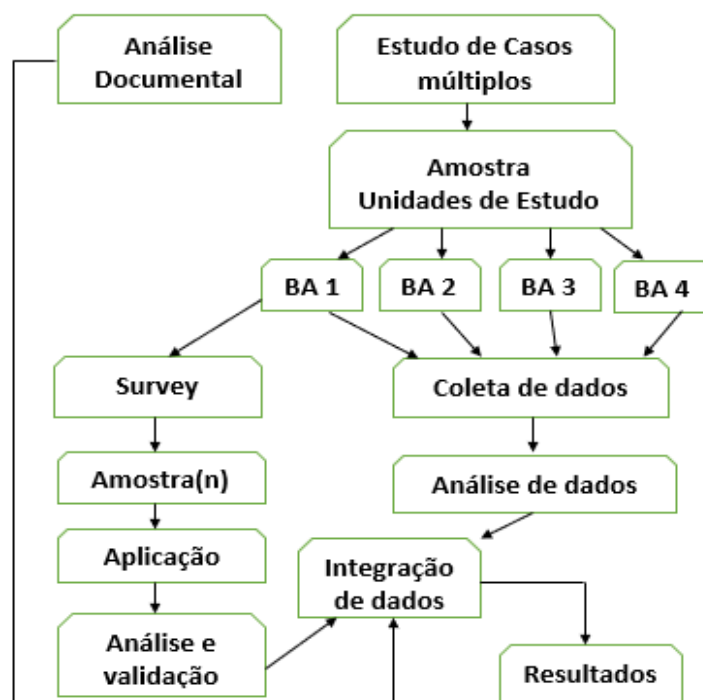 Análise
Documental
Estudo de Casos
múltiplos
Amostra
Unidades de Estudo
BA 1
BA 2
BA 3
BA 4
Survey
Coleta de dados
Amostra(n)
Análise de dados
Aplicação
Integração
de dados
Análise e
validação
Resultados